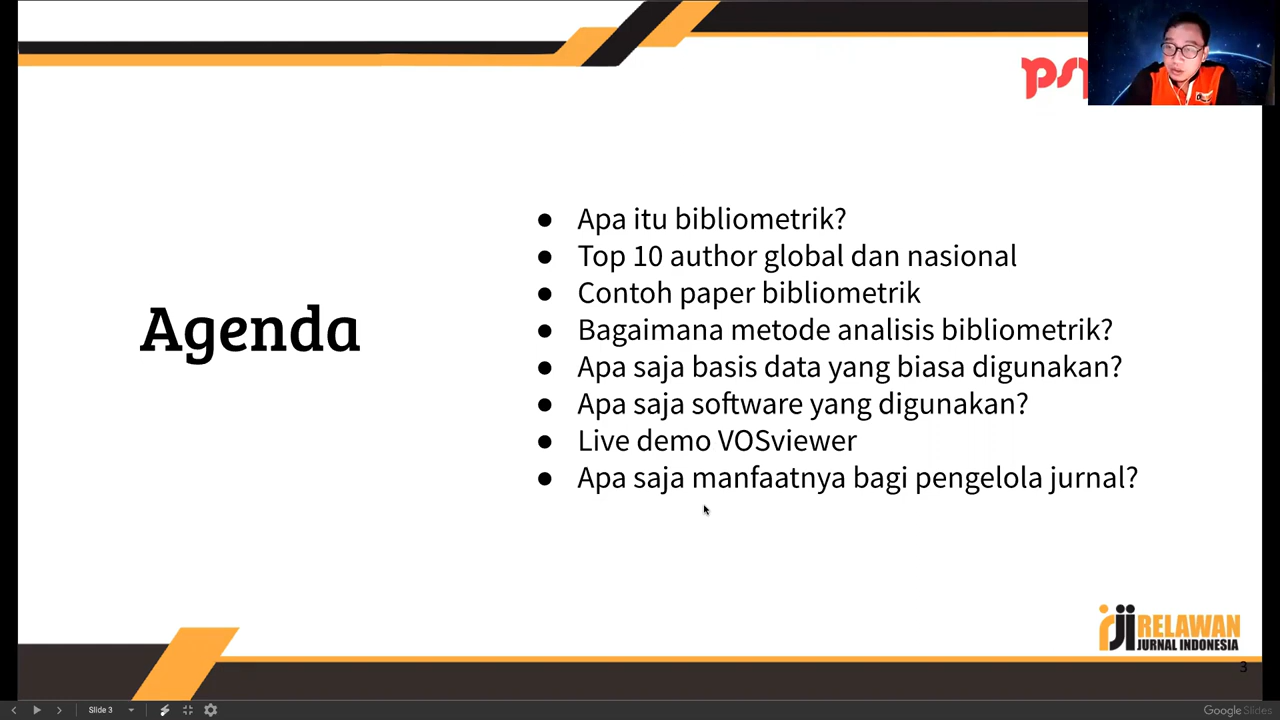 Agenda
● Apa itu bibliometrik?
● Top 10 author global dan nasional
● Contoh paper bibliometrik
● Bagaimana metode analisis bibliometrik?
● Apa saja basis data yang biasa digunakan?
● Apa saja software yang digunakan?
● Live demo VOSviewer
● Apa saja manfaatnya bagi pengelola jurnal?
rji RELAWAN
JURNAL INDONESIA
3
Slide 3
Google Slides